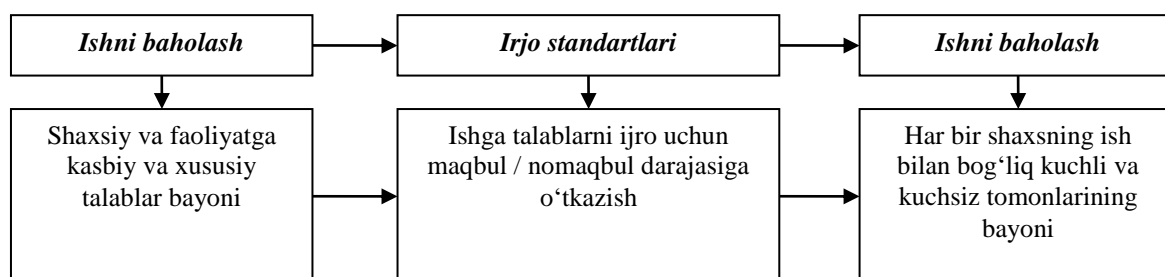 Ishni baholash
Irjo standartlari
Ishni baholash
Shaxsiy va faoliyatga
kasbiy va xususiy
talablar bayoni
Ishga talablarni ijro uchun
maqbul / nomaqbul darajasiga
o‘tkazish
Har bir shaxsning ish
bilan bog‘liq kuchli va
kuchsiz tomonlarining
bayoni